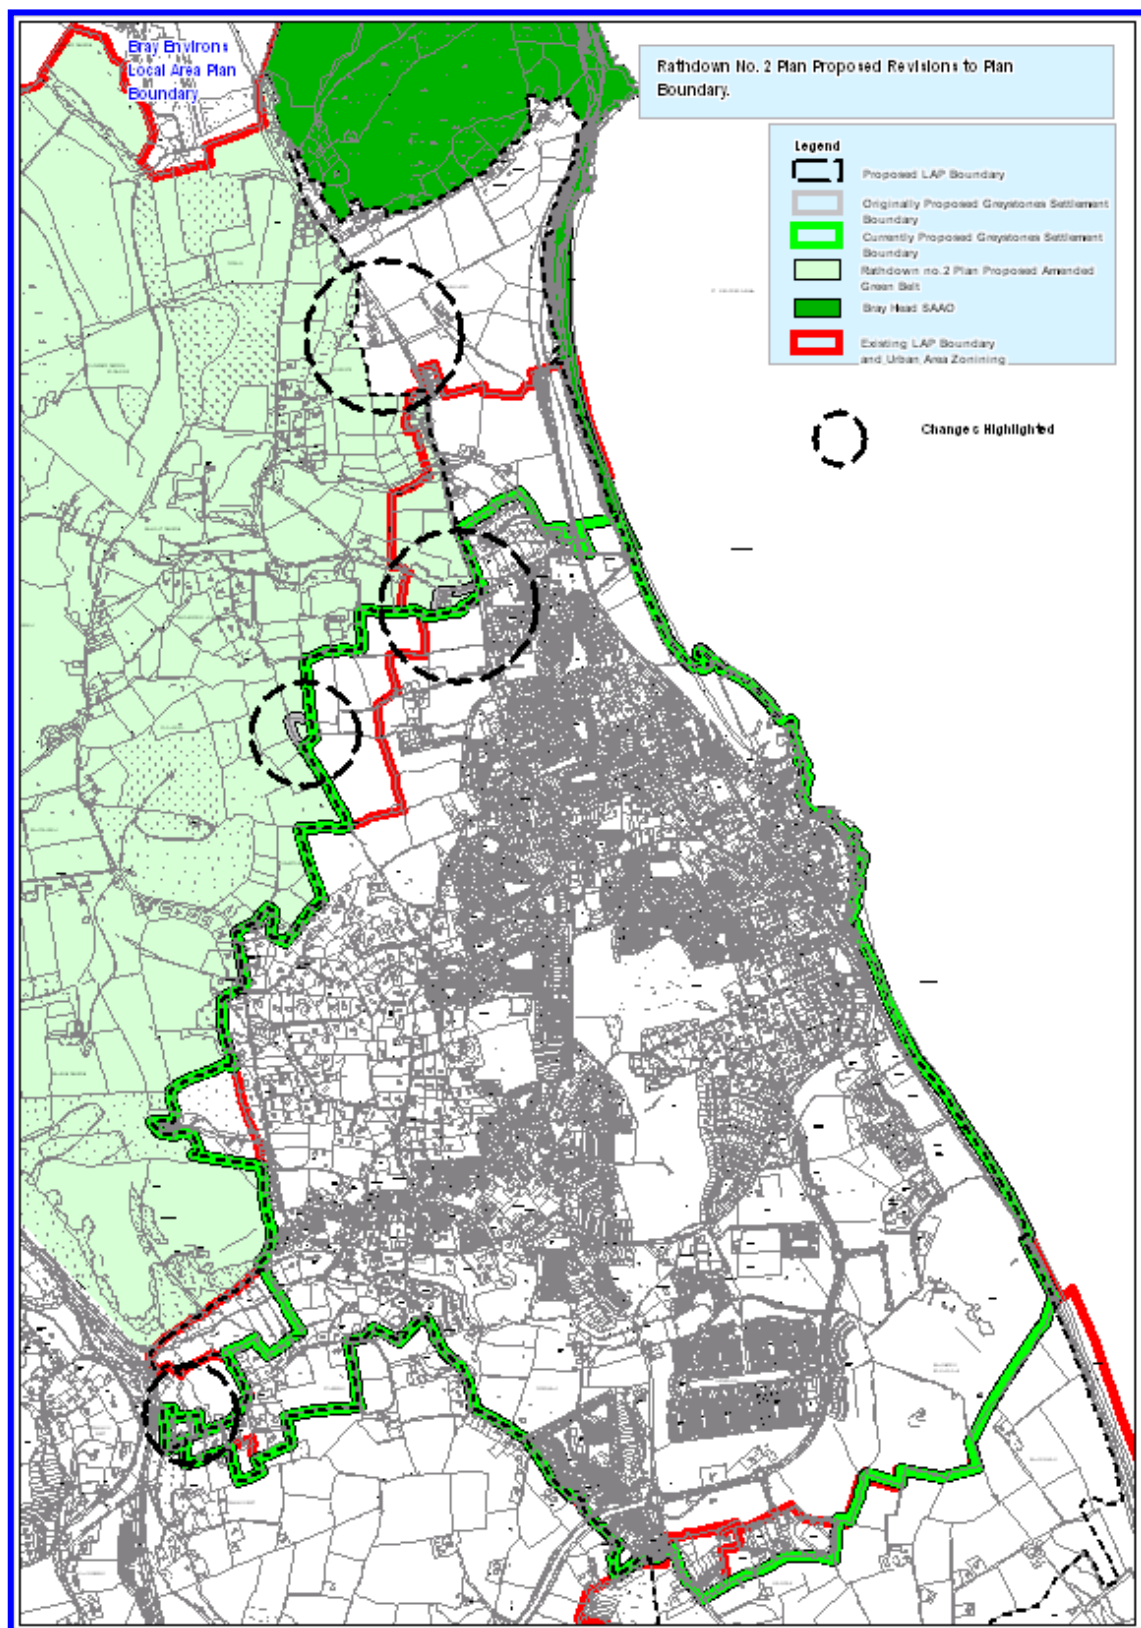 Bray Environs
Local Area Plan
Boundary
Rathdown No. 2 Plan Proposed Revisions to Plan
Boundary.
Legend
Proposed LAP Boundary
Originally Proposed Greystones Settlement
Boundary
Currently Proposed Greystones Settlement
Boundary
Rathdown no.2 Plan Proposed Amended
Green Belt
Bray Head SAAO
Existing LAP Boundary
and Urban Area Zonining
Changes Highlighted